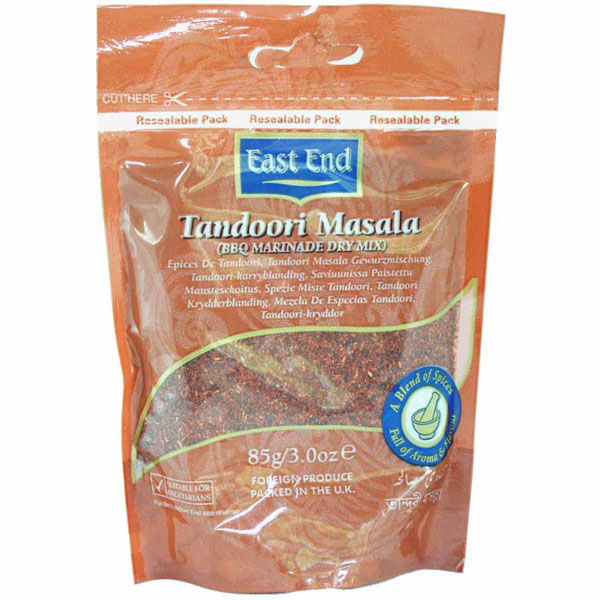 CUT HERE
Resealable Pack Resealable Pack Resealable Pack
East End
Tandoori Masala
(BBQ MARINADE DRY MIX)
Epices De Tandoori, Tandoori Masala Gewurzmischung,
Tandoori-karryblanding, Saviuunissa Paistettu
Maustesekoitus, Spezie Miste Tandoori, Tandoori
Krydderblanding, Mezcla De Especias Tandoori,
Tandoori-kryddor
A Blend of Spices
Full of Aroma & Flavour
85g/3.0oz e
FOREIGN PRODUCE
PACKED IN THE U.K.
SUITABLE FOR
VEGETARIANS